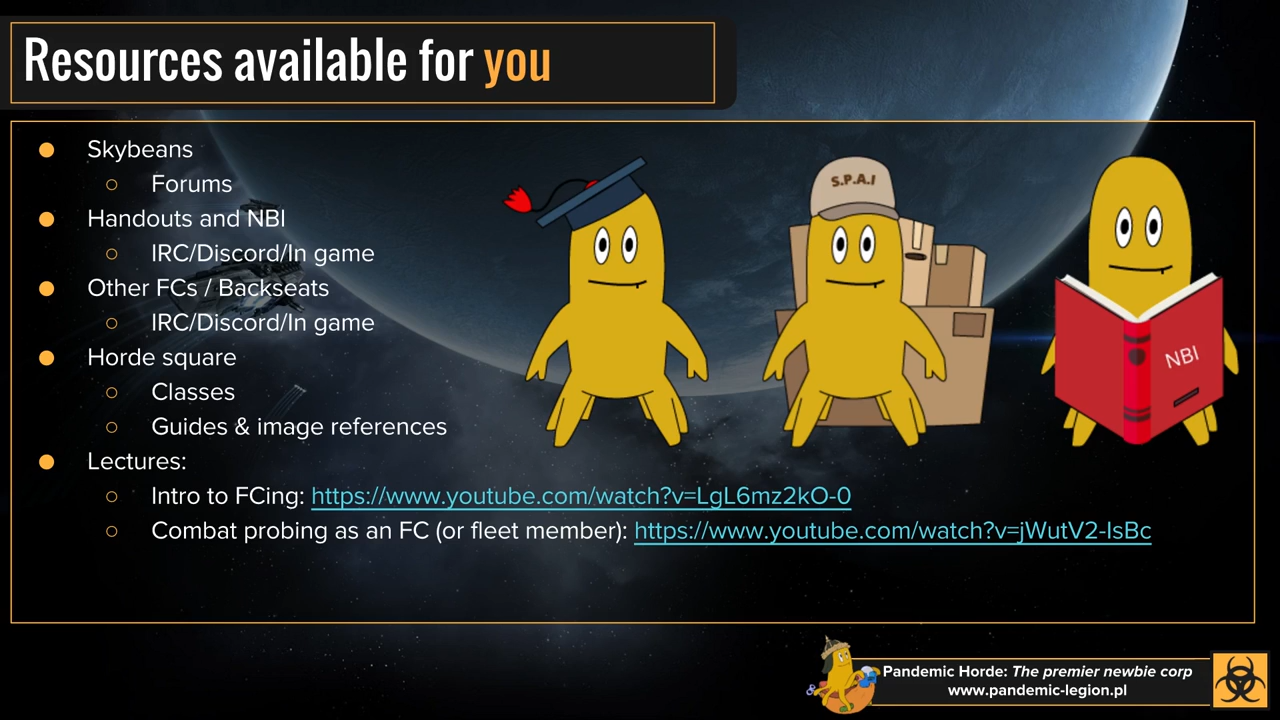 Resources available for you
Skybeans
Forums
Handouts and NBI
IRC/Discord/In game
Other FCs / Backseats
IRC/Discord/In game
Horde square
Classes
Guides & image references
Lectures:
Intro to FCing: https://www.youtube.com/watch?v=LgL6mz2kO-0
Combat probing as an FC (or fleet member): https://www.youtube.com/watch?v=jWutV2-IsBc
S.P.A.I
NBI
Pandemic Horde: The premier newbie corp
www.pandemic-legion.pl